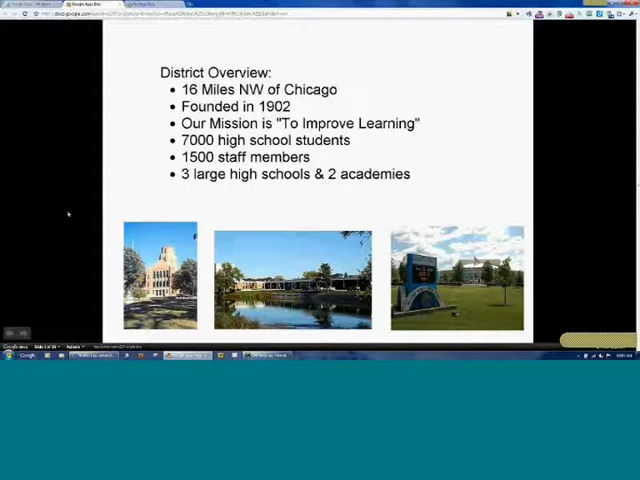 District Overview:
16 Miles NW of Chicago
Founded in 1902
Our Mission is "To Improve Learning"
7000 high school students
1500 staff members
3 large high schools & 2 academies
Google